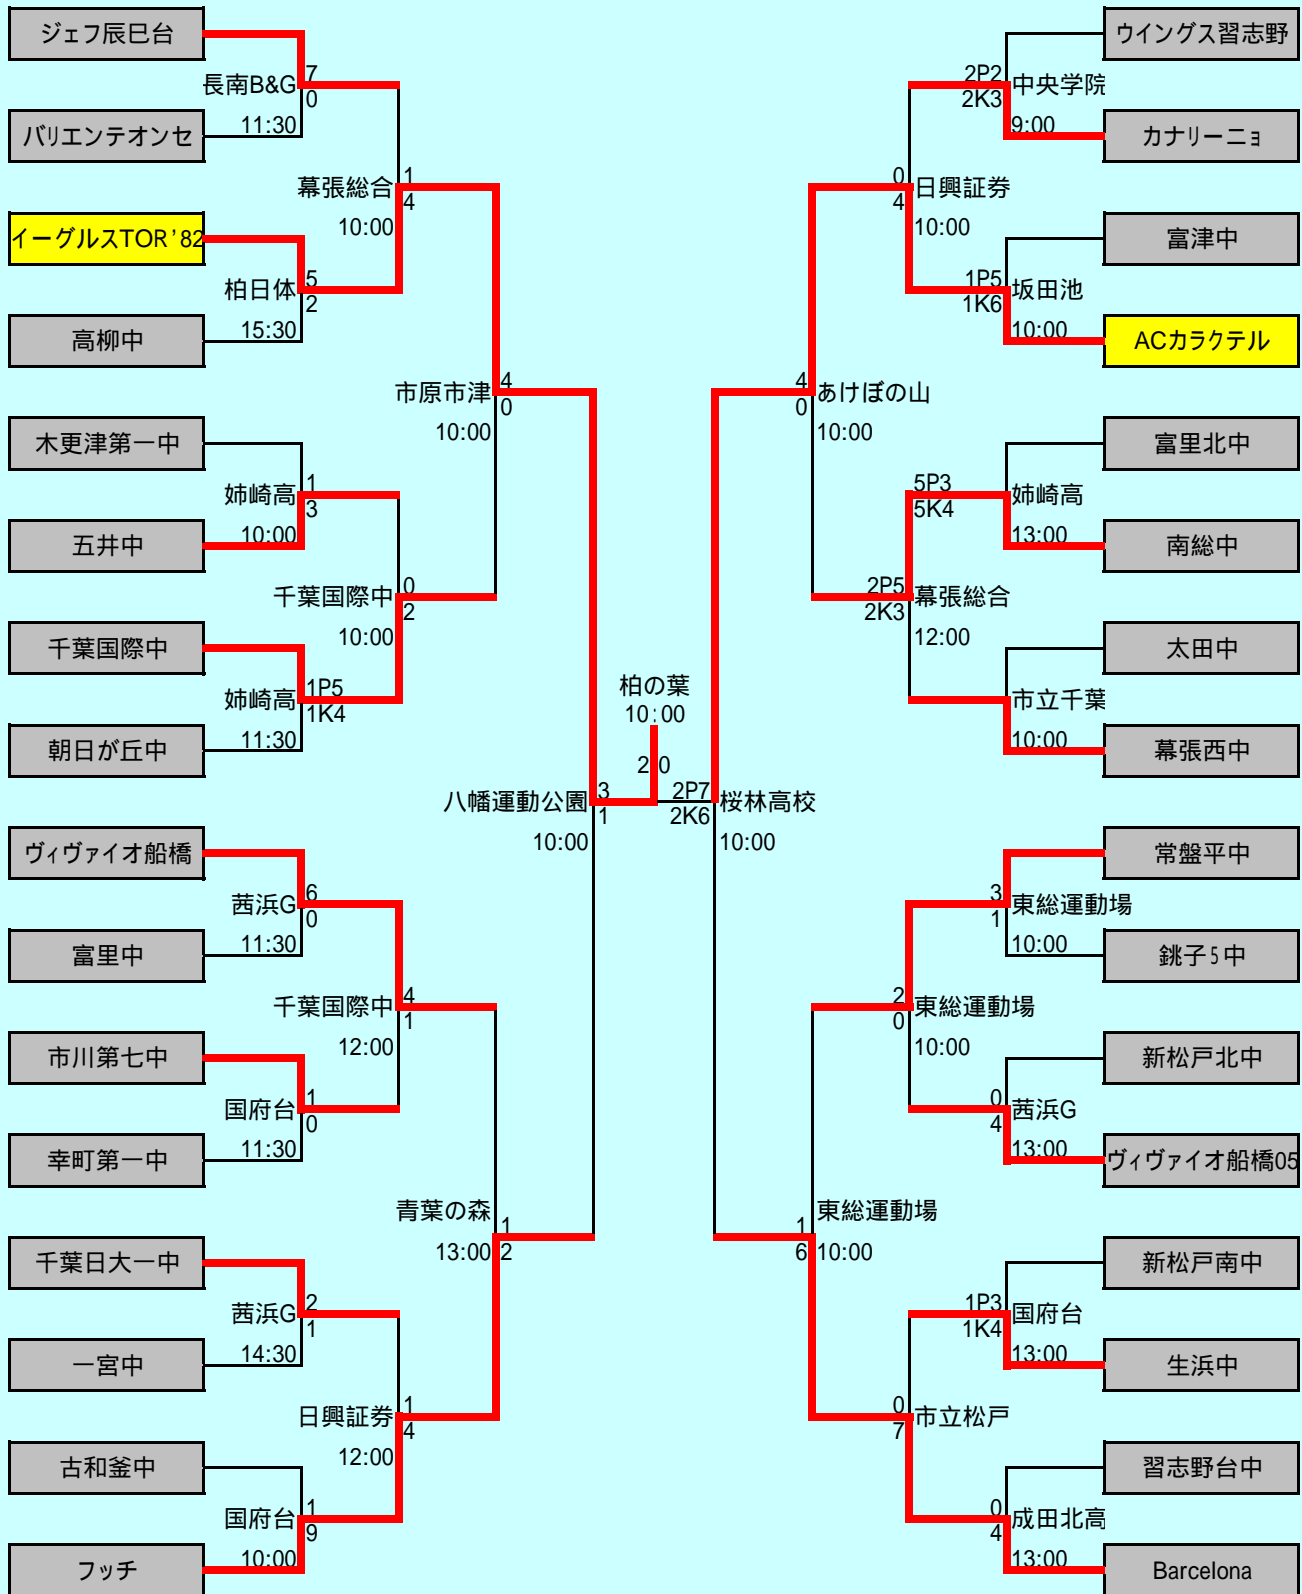 ジェフ辰巳台
ウイングス習志野
7
長南B&G
0
11:30
2P2
中央学院
2K3
9:00
バリエンテオンセ
カナリーニョ
1
幕張総合
4
10:00
0
日興証券
4
10:00
イーグルスTOR'82
富津中
5
柏日体
2
15:30
1P5
坂田池
1K6
10:00
高柳中
ACカラクテル
4
市原市津
0
10:00
4
あけぼの山
0
10:00
木更津第一中
富里北中
1
姉崎高
3
10:00
5P3
姉崎高
5K4
13:00
五井中
南総中
0
千葉国際中
2
10:00
2P5
幕張総合
2K3
12:00
千葉国際中
太田中
1P5
姉崎高
1K4
11:30
市立千葉
10:00
朝日が丘中
幕張西中
柏の葉
10:00
2 0
3
八幡運動公園
1
10:00
2P7
桜林高校
2K6
10:00
ヴィヴァイオ船橋
常盤平中
6
茜浜G
0
11:30
3
東総運動場
1
10:00
富里中
銚子5中
4
千葉国際中
1
12:00
2
東総運動場
0
10:00
市川第七中
新松戸北中
1
国府台
0
11:30
0
茜浜G
4
13:00
幸町第一中
ヴィヴァイオ船橋05
青葉の森
1
13:00
2
東総運動場
1
6
10:00
千葉日大一中
新松戸南中
2
茜浜G
1
14:30
1P3
国府台
1K4
13:00
一宮中
生浜中
1
日興証券
4
12:00
0
市立松戸
7
古和釜中
習志野台中
1
国府台
9
10:00
0
成田北高
4
13:00
フッチ
Barcelona